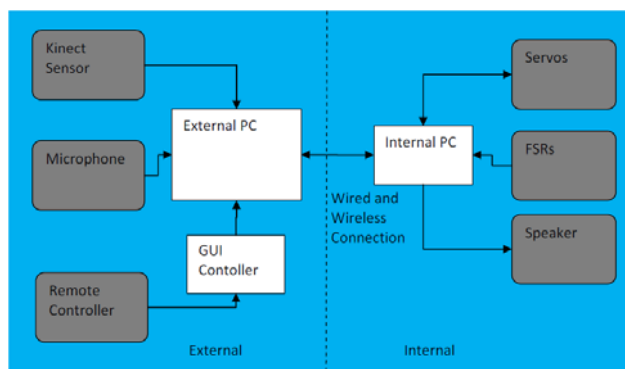 Kinect
Sensor
Microphone
External PC
GUI
Contoller
Remote
Controller
External
Wired and
Wireless
Connection
Internal PC
Servos
FSRs
Speaker
Internal